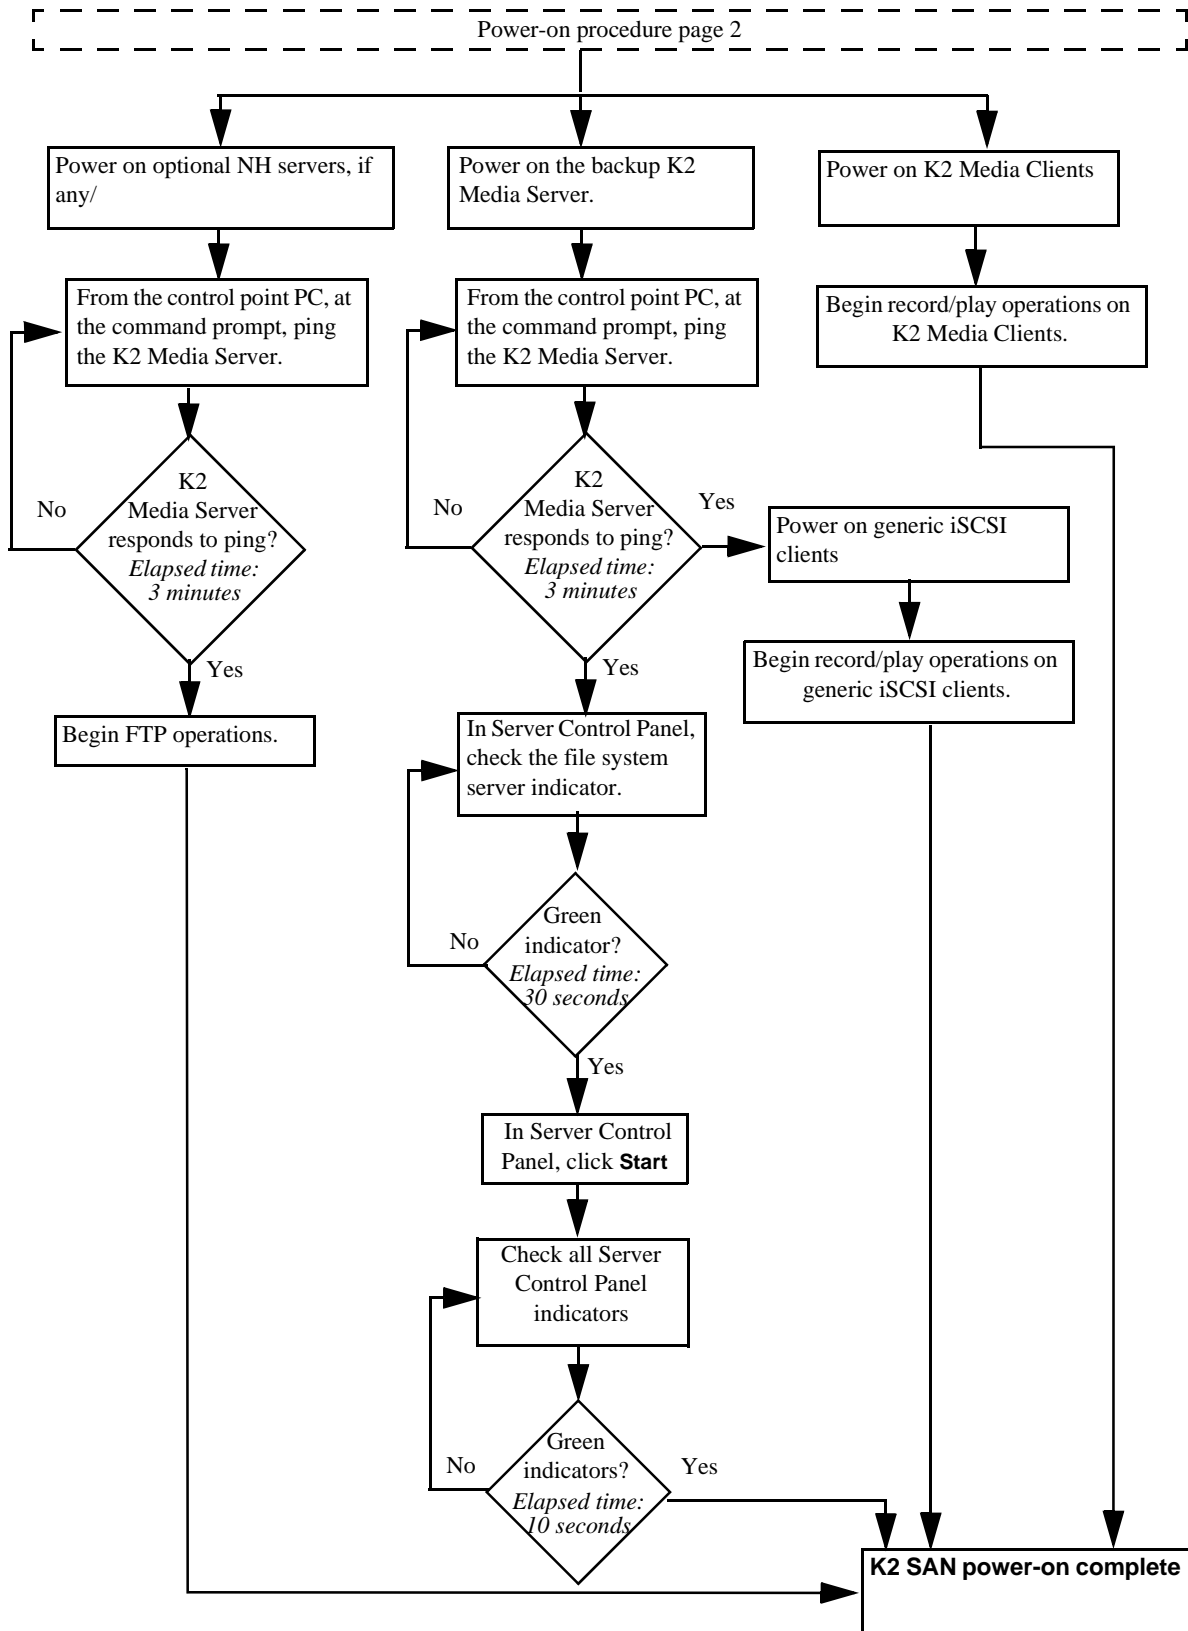 Power-on procedure page 2
Power on optional NH servers, if
any/
From the control point PC, at
the command prompt, ping
the K2 Media Server.
No
K2
Media Server
responds to ping?
Elapsed time:
3 minutes
Yes
Begin FTP operations.
Power on the backup K2
Media Server.
From the control point PC, at
the command prompt, ping
the K2 Media Server.
No
K2
Media Server
responds to ping?
Elapsed time:
3 minutes
Yes
Yes
Power on generic iSCSI
clients
Begin record/play operations on
generic iSCSI clients.
In Server Control Panel,
check the file system
server indicator.
No
Green
indicator?
Elapsed time:
30 seconds
Yes
In Server Control
Panel, click Start
Check all Server
Control Panel
indicators
No
Green
indicators?
Elapsed time:
10 seconds
Yes
Power on K2 Media Clients
Begin record/play operations on
K2 Media Clients.
K2 SAN power-on complete